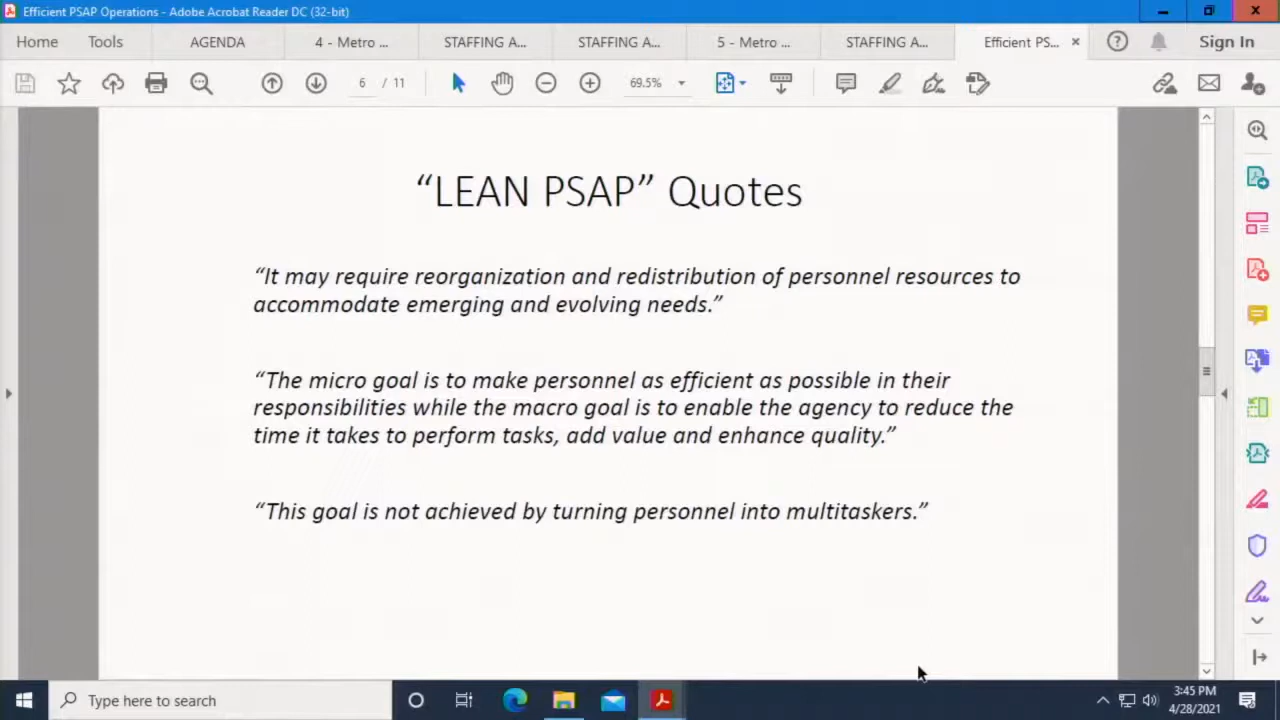 Efficient PSAP Operations - Adobe Acrobat Reader DC (32-bit)
Home Tools AGENDA 4 - Metro ... STAFFING A... STAFFING A... 5 - Metro ... STAFFING A... Efficient PS... × ? Sign In
6 / 11 69.5%
“LEAN PSAP” Quotes
“It may require reorganization and redistribution of personnel resources to
accommodate emerging and evolving needs.”
“The micro goal is to make personnel as efficient as possible in their
responsibilities while the macro goal is to enable the agency to reduce the
time it takes to perform tasks, add value and enhance quality.”
“This goal is not achieved by turning personnel into multitaskers.”
Type here to search
3:45 PM
4/28/2021